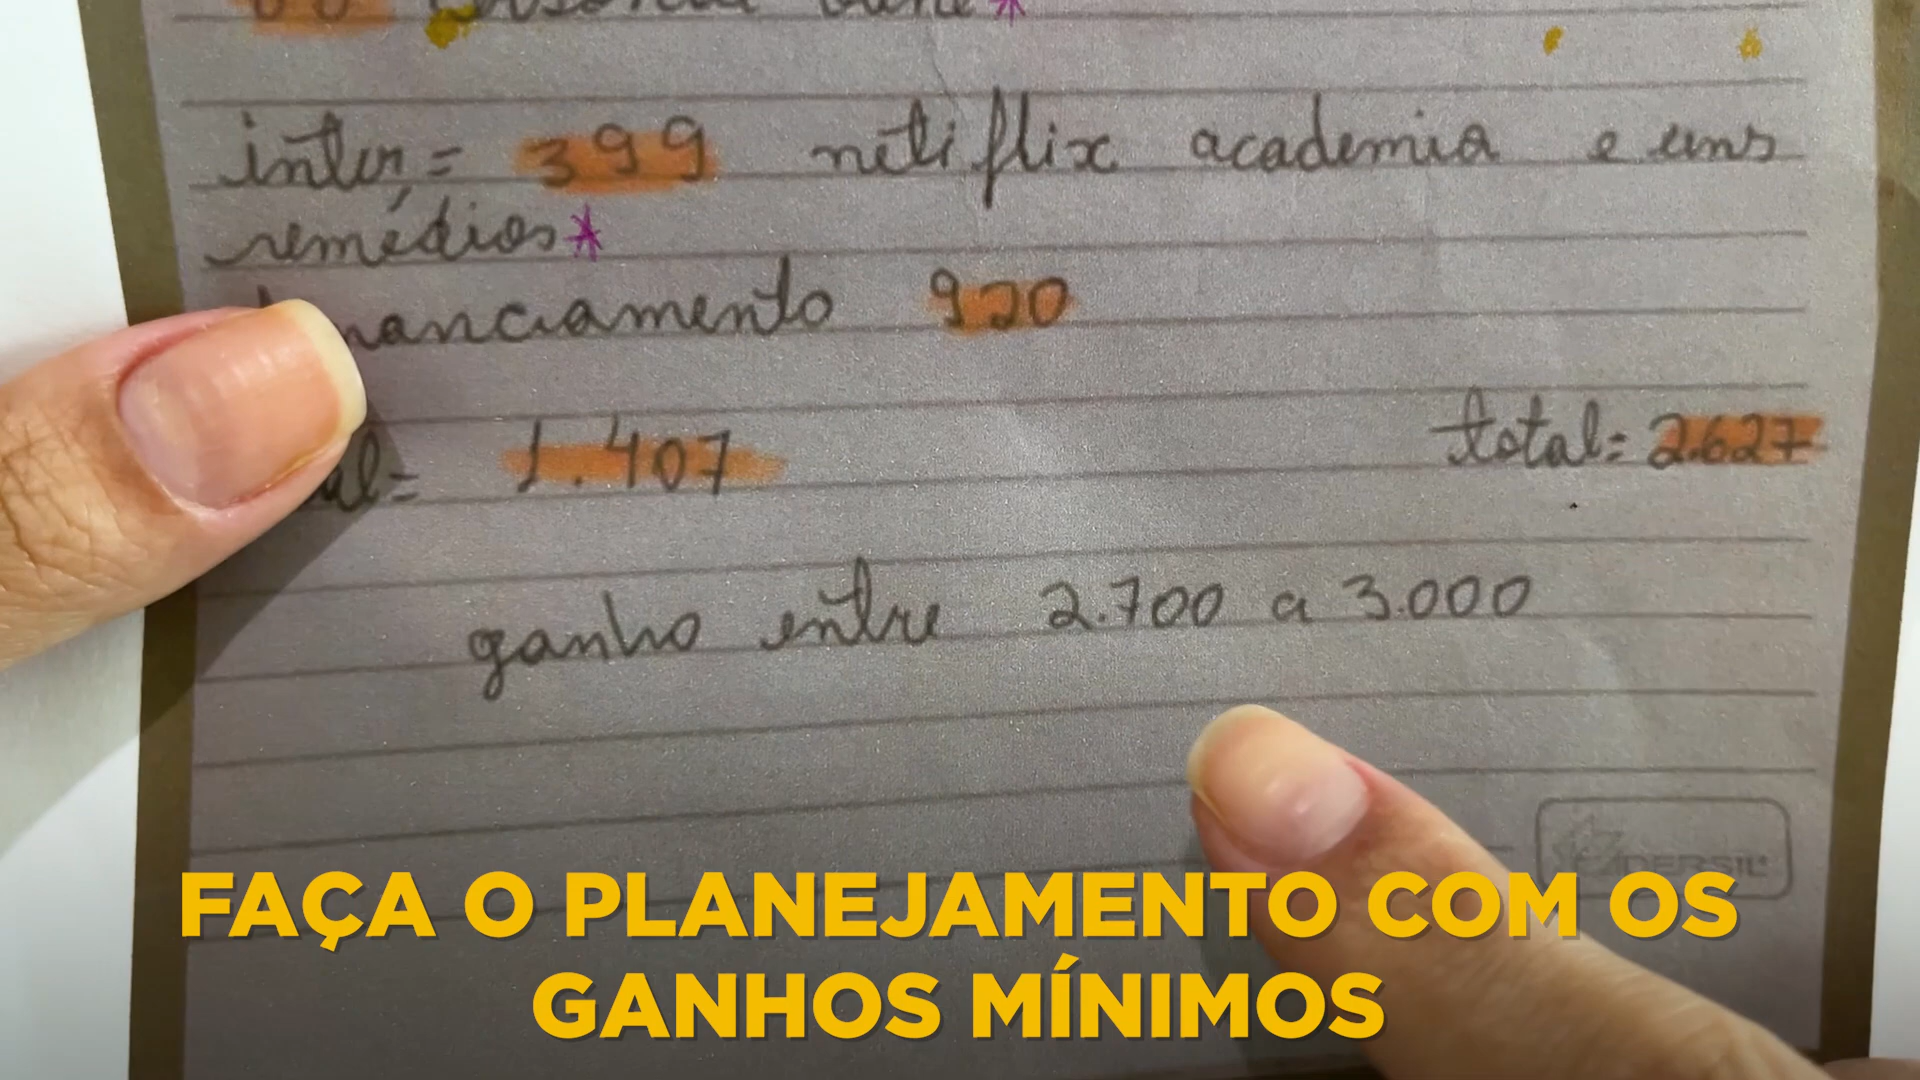 inter= 399 netiflix academia e uns
remédios*
nanciamento 920
al= 1.407 total= 2.627
ganho entre 2.700 a 3.000
FAÇA O PLANEJAMENTO COM OS
GANHOS MÍNIMOS